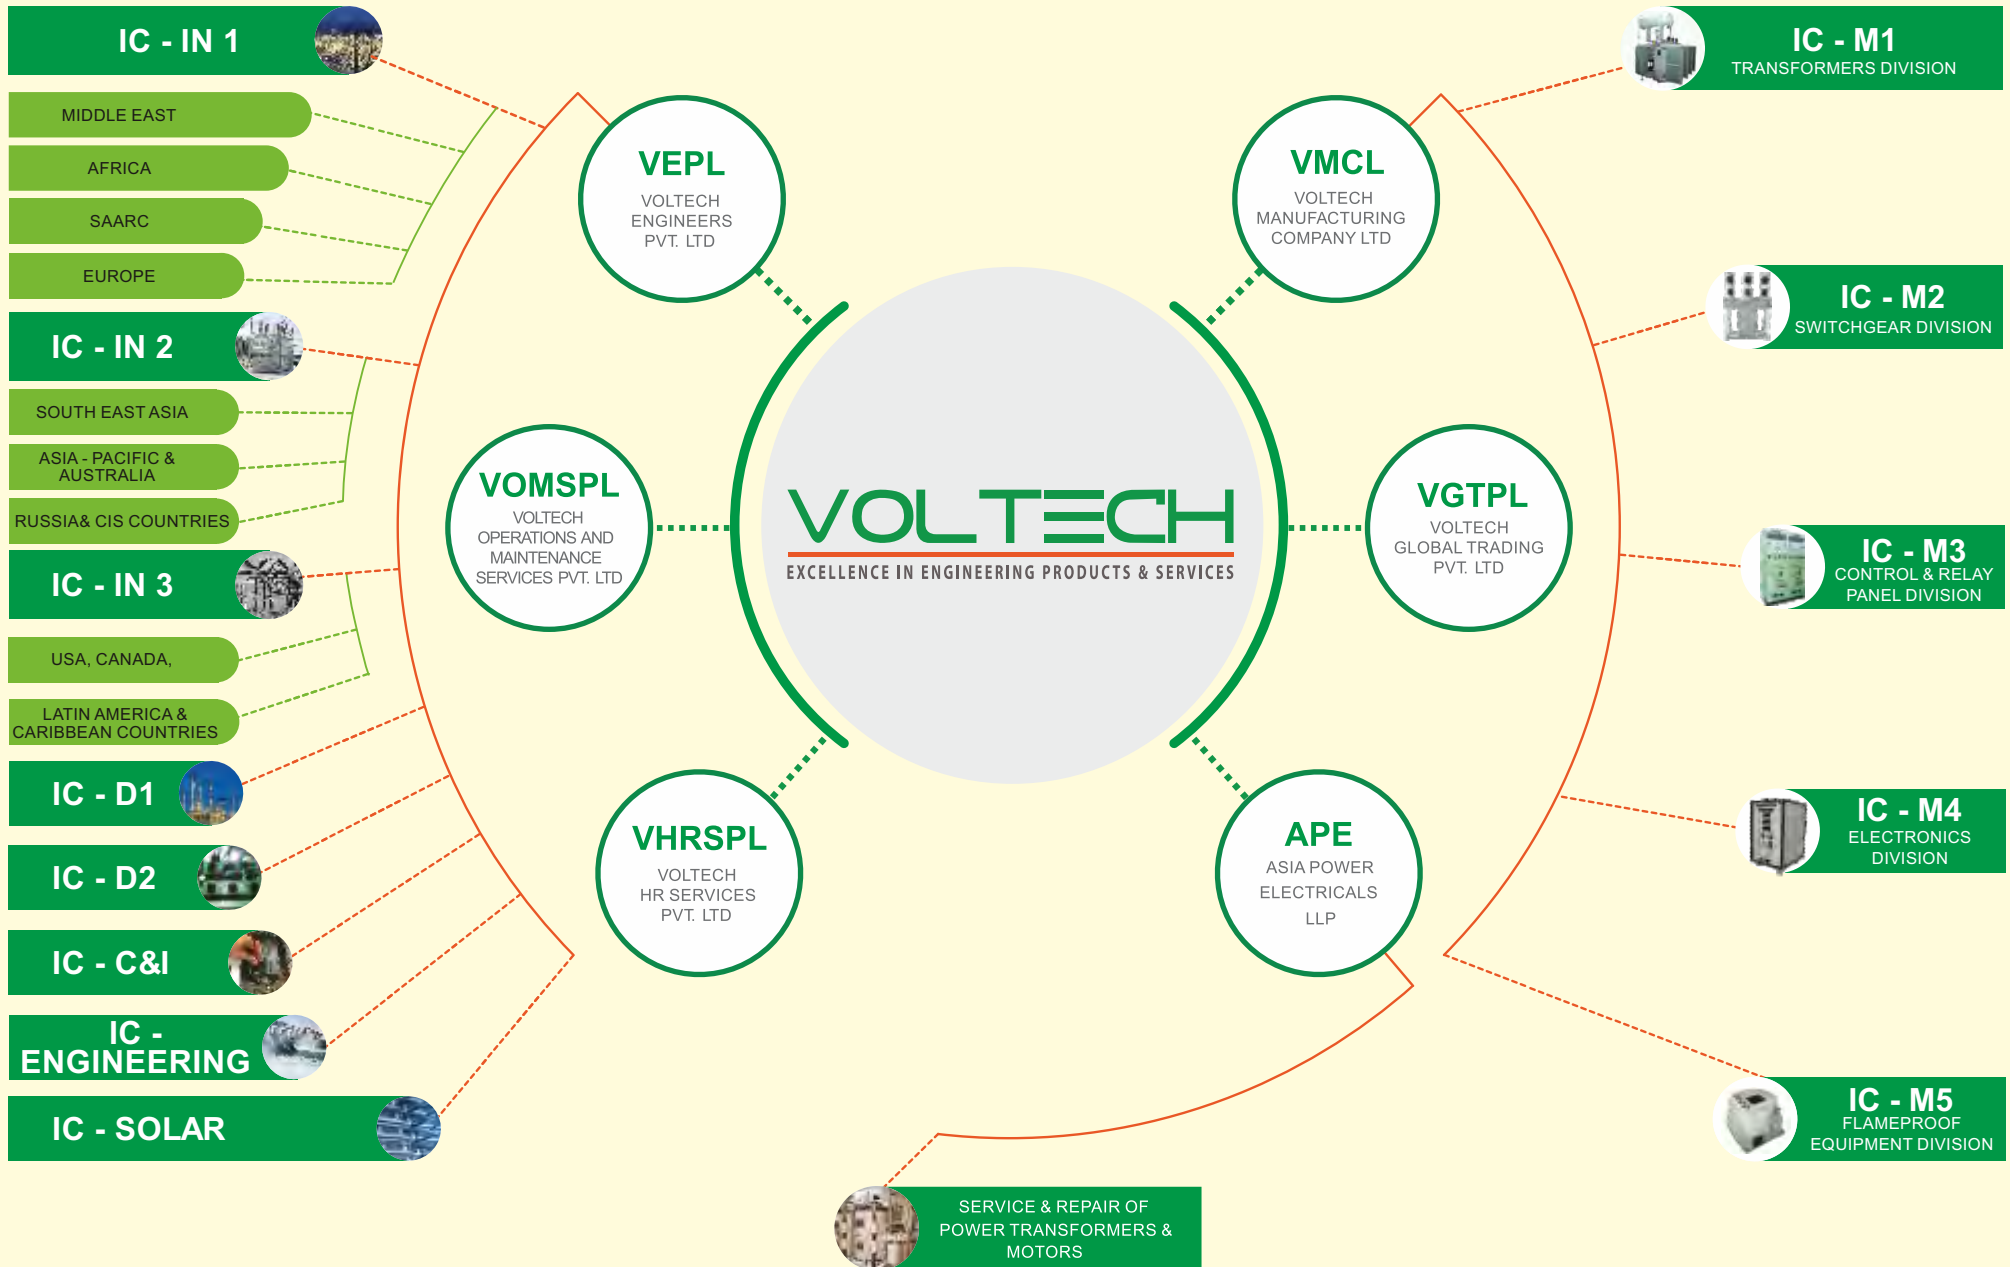 IC - IN 1
MIDDLE EAST
AFRICA
SAARC
EUROPE
IC - IN 2
SOUTH EAST ASIA
ASIA - PACIFIC &
AUSTRALIA
RUSSIA& CIS COUNTRIES
IC - IN 3
USA, CANADA,
LATIN AMERICA &
CARIBBEAN COUNTRIES
IC - D1
IC - D2
IC - C&I
IC -
ENGINEERING
IC - SOLAR
VEPL
VOLTECH
ENGINEERS
PVT. LTD
VOMSPL
VOLTECH
OPERATIONS AND
MAINTENANCE
SERVICES PVT. LTD
VHRSPL
VOLTECH
HR SERVICES
PVT. LTD
VOLTECH
EXCELLENCE IN ENGINEERING PRODUCTS & SERVICES
VMCL
VOLTECH
MANUFACTURING
COMPANY LTD
VGTPL
VOLTECH
GLOBAL TRADING
PVT. LTD
APE
ASIA POWER
ELECTRICALS
LLP
SERVICE & REPAIR OF
POWER TRANSFORMERS &
MOTORS
IC - M1
TRANSFORMERS DIVISION
IC - M2
SWITCHGEAR DIVISION
IC - M3
CONTROL & RELAY
PANEL DIVISION
IC - M4
ELECTRONICS
DIVISION
IC - M5
FLAMEPROOF
EQUIPMENT DIVISION